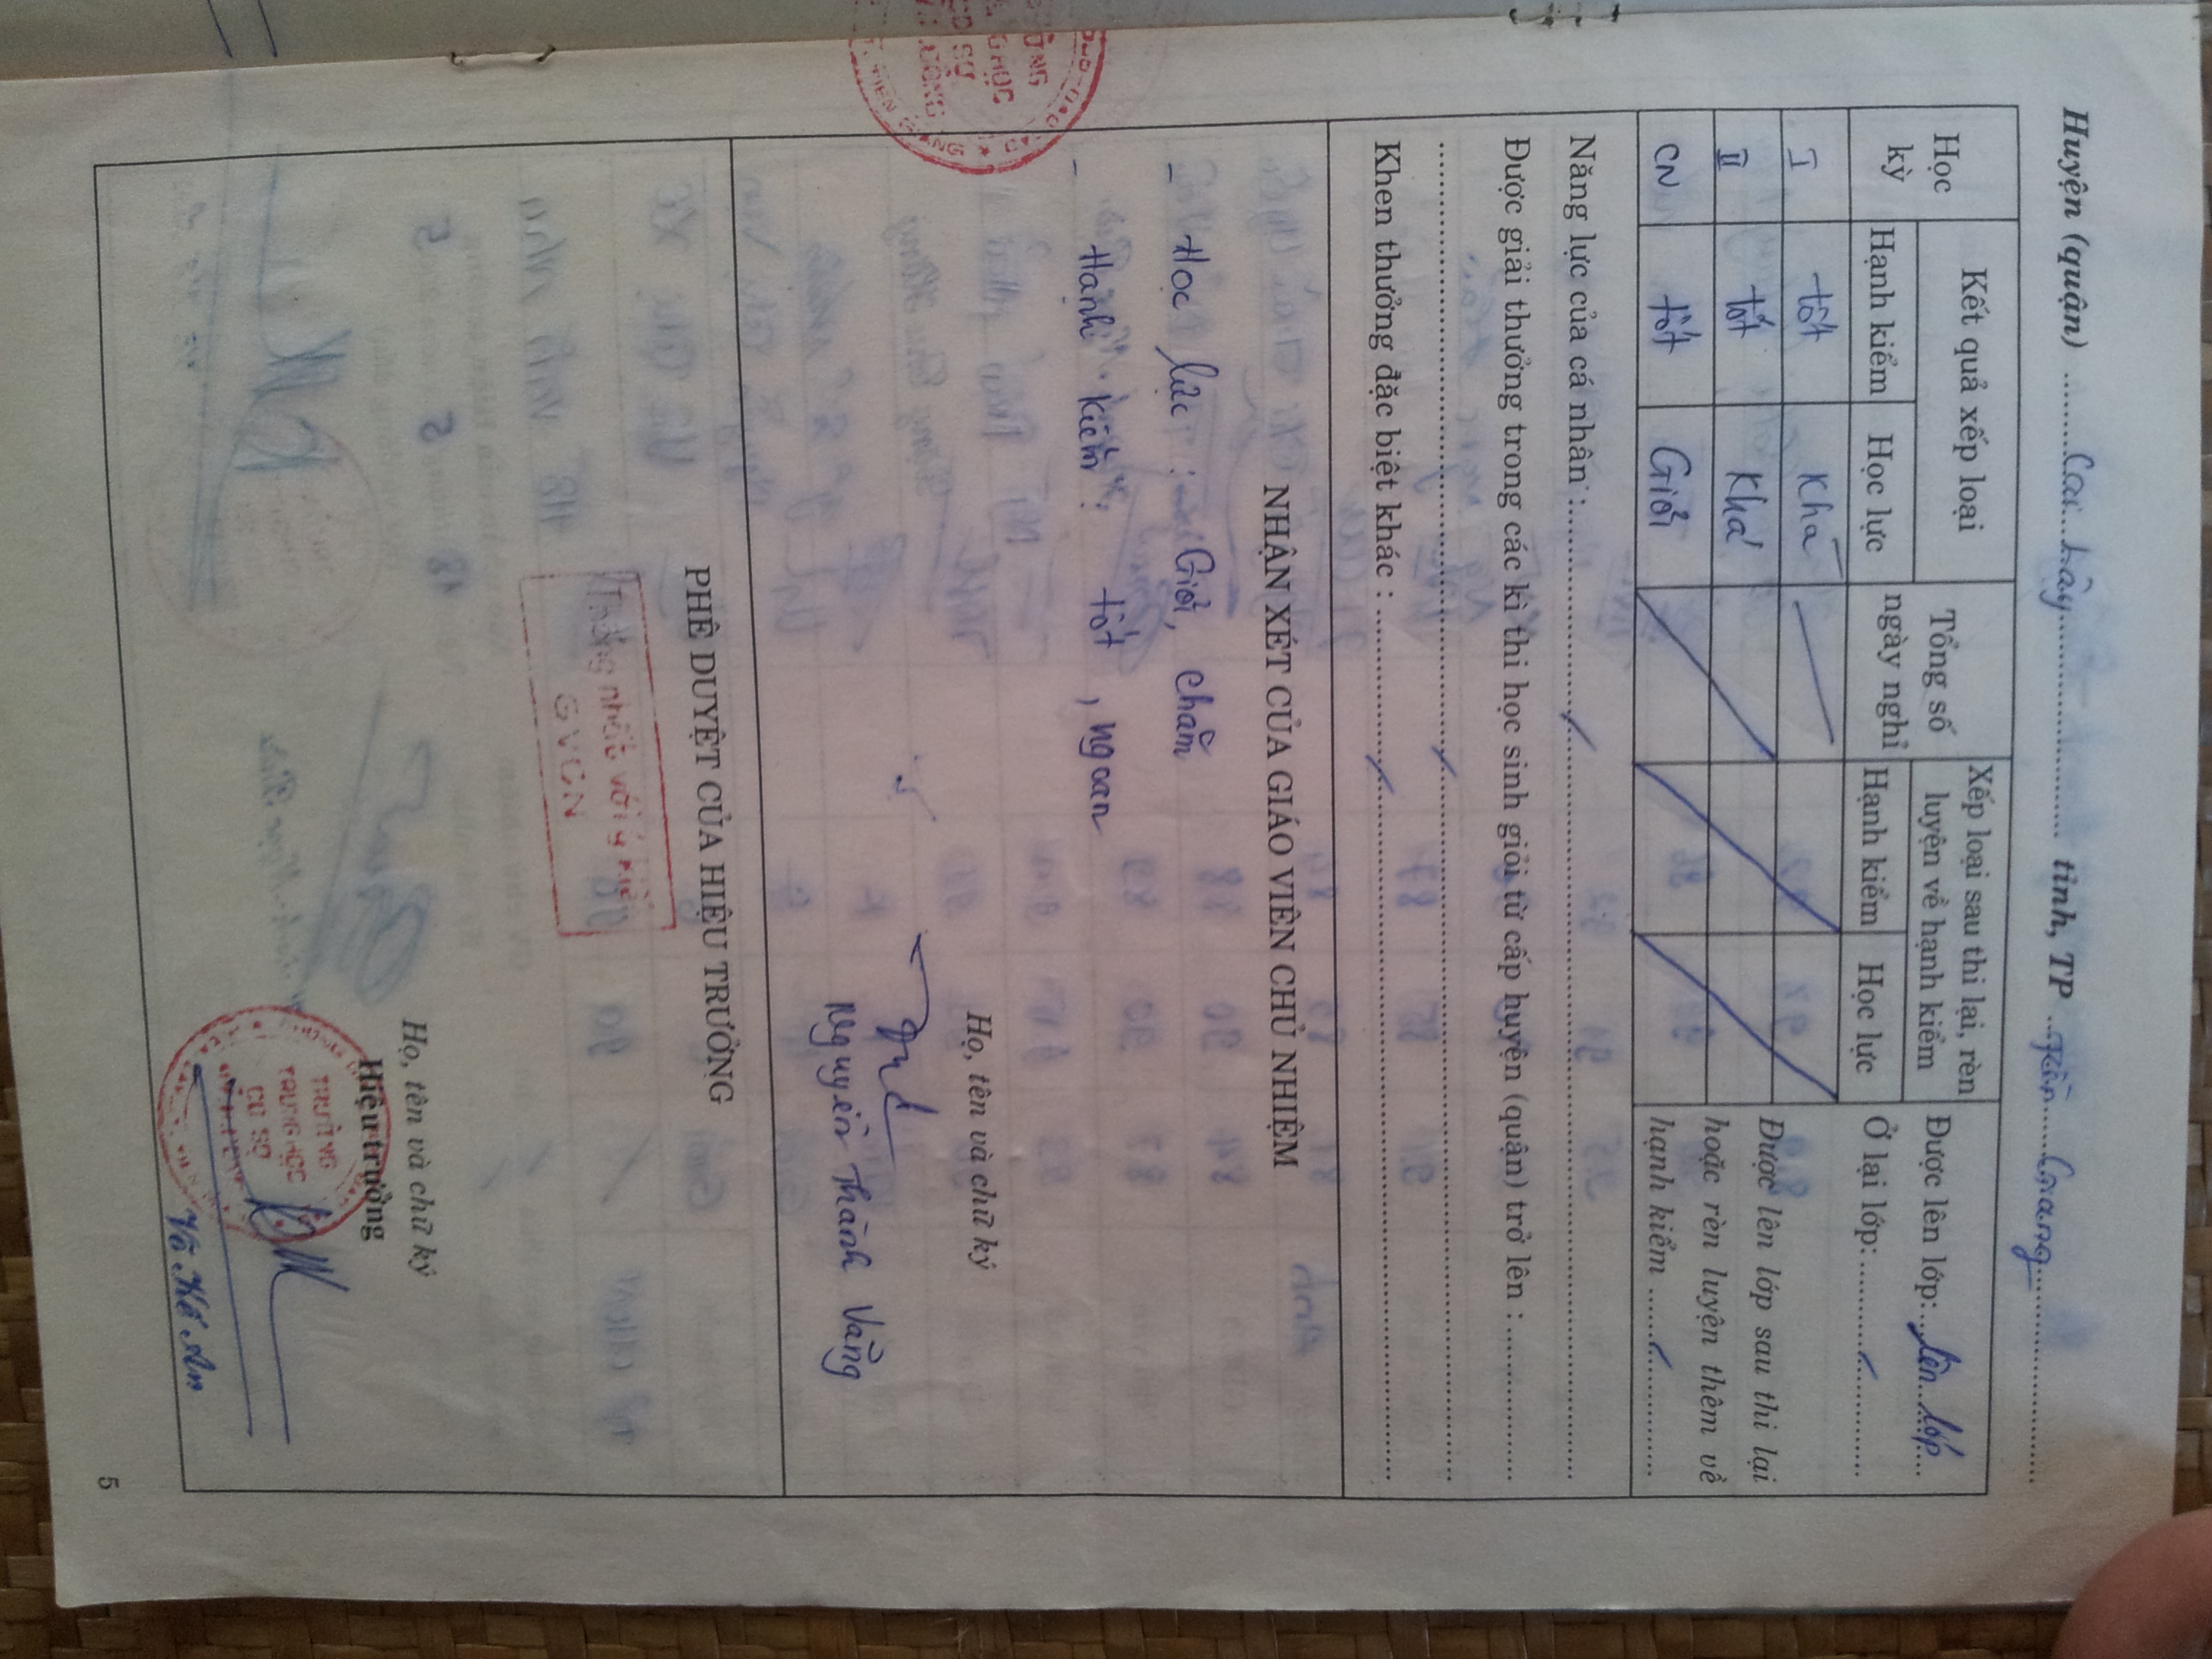 Huyện (quận) ........ Cai Lậy ........ tỉnh, TP ..... Tiền Giang .....
Học kỳ
Kết quả xếp loại
Tổng số ngày nghỉ
Xếp loại sau thi lại, rèn luyện về hạnh kiểm
Hạnh kiểm Học lực Hạnh kiểm Học lực
Được lên lớp: lên lớp
Ở lại lớp: ........
Được lên lớp sau thi lại
hoặc rèn luyện thêm về
hạnh kiểm ........
I tốt Khá
II tốt Khá
CN tốt Giỏi
Năng lực của cá nhân : ........
Được giải thưởng trong các kì thi học sinh giỏi từ cấp huyện (quận) trở lên : ........
Khen thưởng đặc biệt khác : ........
NHẬN XÉT CỦA GIÁO VIÊN CHỦ NHIỆM
- Học lực : Giỏi, chăm
- Hạnh kiểm : tốt, ngoan
Họ, tên và chữ ký
Nguyễn Thành Vàng
PHÊ DUYỆT CỦA HIỆU TRƯỞNG
Thống nhất với ý kiến
GVCN
Họ, tên và chữ ký
Hiệu trưởng
TRƯỜNG
TRUNG HỌC
CƠ SỞ
5